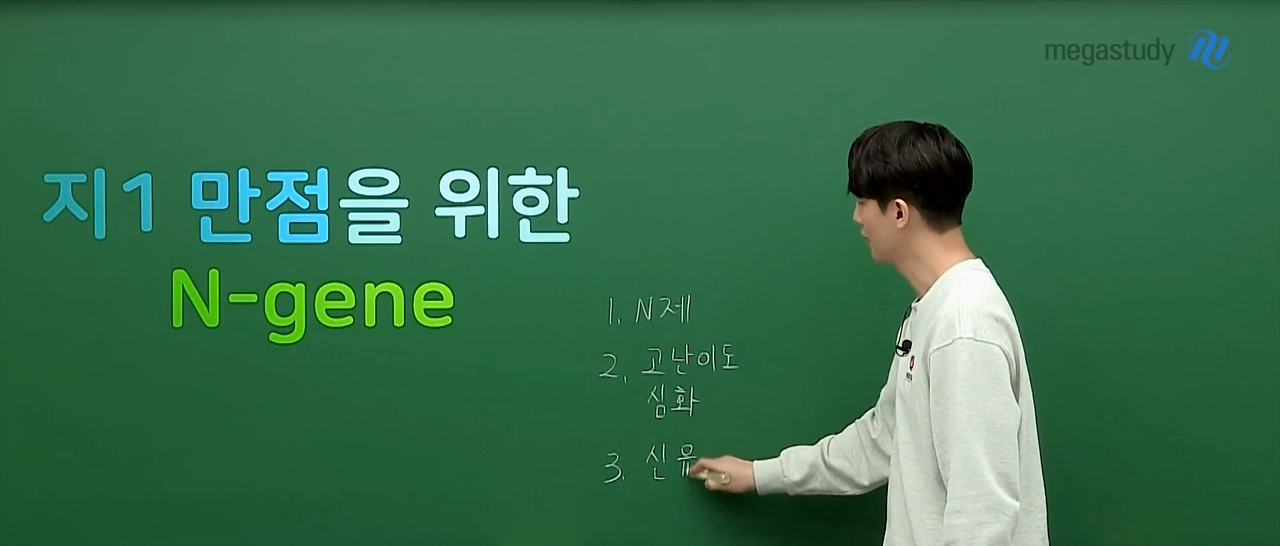 megastudy
지1 만점을 위한
N-gene
1. N제
2. 고난이도
심화
3. 신유